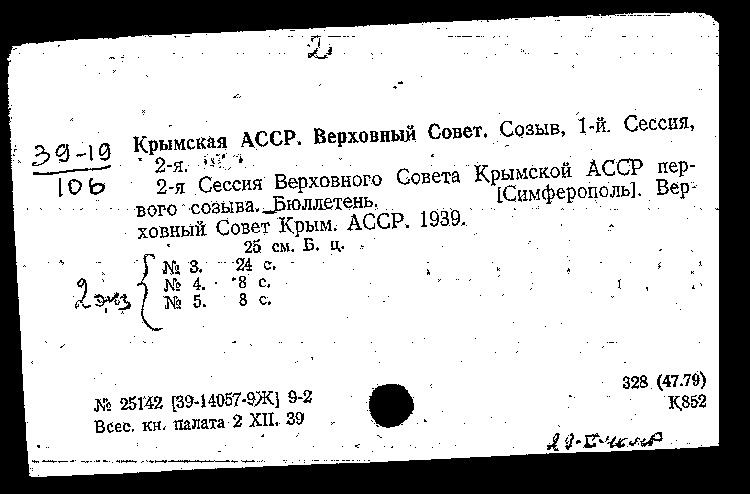 2
39-19
106
Крымская АССР. Верховный Совет. Созыв, 1-й. Сессия,
2-я.
2-я Сессия Верховного Совета Крымской АССР пер-
вого созыва. Бюллетень. [Симферополь]. Вер-
ховный Совет Крым. АССР. 1939.
25 см. Б. ц.
№ 3. 24 с.
№ 4. 8 с.
№ 5. 8 с.
2 экз
328 (47.79)
К852
№ 25142 [39-14057-9Ж] 9-2
Всес. кн. палата 2 XII. 39